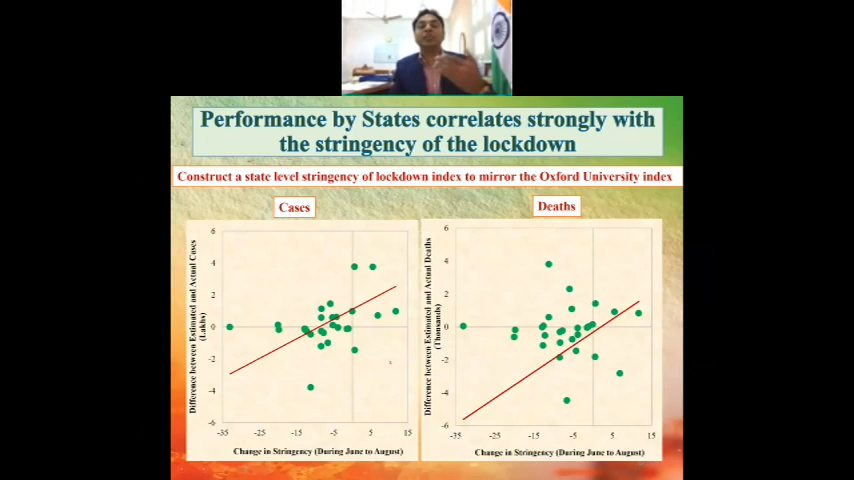 Performance by States correlates strongly with
the stringency of the lockdown
Construct a state level stringency of lockdown index to mirror the Oxford University index
Cases
Deaths
Difference between Estimated and Actual Cases
(Lakhs)
6
4
2
0
-2
-4
-6
-35
-25
-15
-5
5
15
Change in Stringency (During June to August)
Difference between Estimated and Actual Deaths
(Thousands)
6
4
2
0
-2
-4
-6
-35
-25
-15
-5
5
15
Change in Stringency (During June to August)